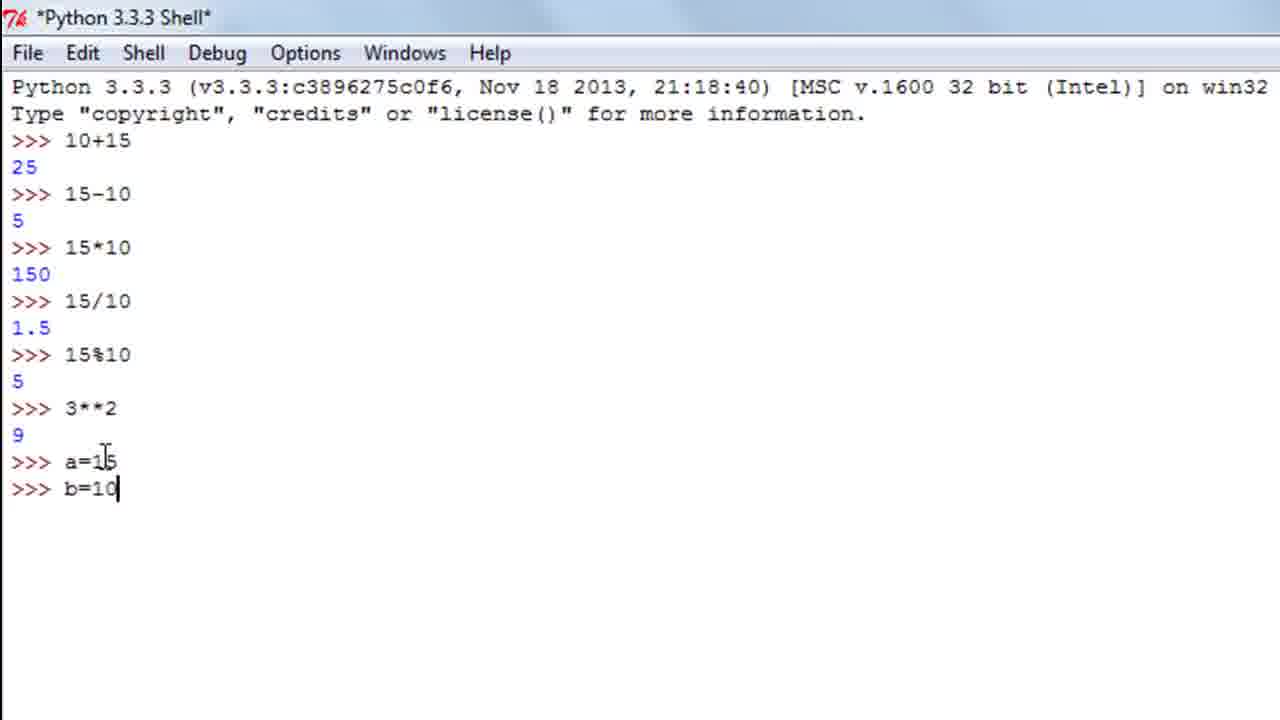 *Python 3.3.3 Shell*
File Edit Shell Debug Options Windows Help
Python 3.3.3 (v3.3.3:c3896275c0f6, Nov 18 2013, 21:18:40) [MSC v.1600 32 bit (Intel)] on win32
Type "copyright", "credits" or "license()" for more information.
>>> 10+15
25
>>> 15-10
5
>>> 15*10
150
>>> 15/10
1.5
>>> 15%10
5
>>> 3**2
9
>>> a=15
>>> b=10